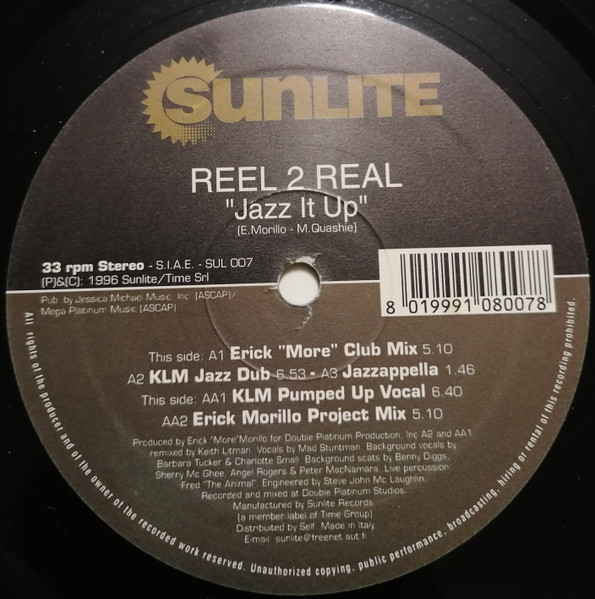 SUNLITE
REEL 2 REAL
"Jazz It Up"
(E.Morillo - M.Quashie)
33 rpm Stereo - S.I.A.E. - SUL 007
(P)&(C): 1996 Sunlite/Time Srl
Pub. by Jessica Michael Music, Inc (ASCAP)/
Mega Platinum Music (ASCAP)
8 019991 080078
This side: A1 Erick "More" Club Mix 5.10
A2 KLM Jazz Dub 6.53 - A3 Jazzappella 1.46
This side: AA1 KLM Pumped Up Vocal 6.40
AA2 Erick Morillo Project Mix 5.10
Produced by Erick "More"Morillo for Double Platinum Production, Inc A2 and AA1
remixed by Keith Litman. Vocals by Mad Stuntman. Background vocals by
Barbara Tucker & Charlotte Small. Background scats by Benny Diggs,
Sherry Mc Ghee, Angel Rogers & Peter MacNamara. Live percussion:
Fred "The Animal". Engineered by Steve John Mc Laughlin.
Recorded and mixed at Double Platinum Studios.
Manufactured by Sunlite Records
(a member label of Time Group)
Distributed by Self. Made in Italy
E-mail: sunlite@freenet.aut.fi
All rights of the producer and of the owner of the recorded work reserved. Unauthorized copying, public performance, broadcasting, hiring or rental of this recording prohibited.